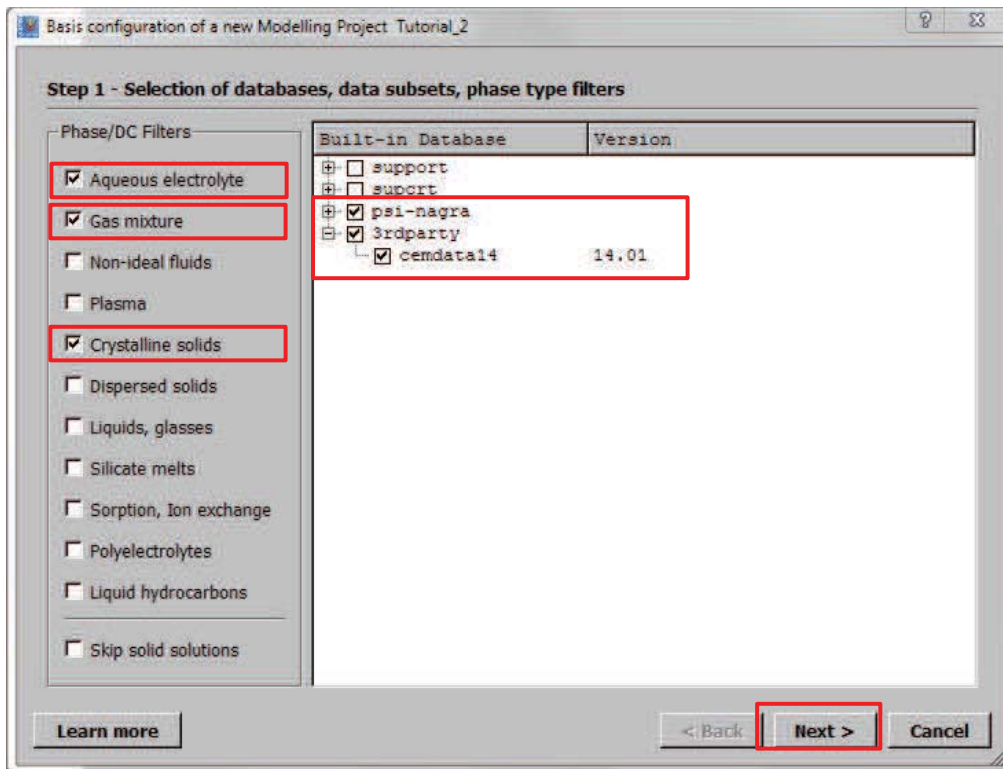 Basis configuration of a new Modelling Project Tutorial_2
Step 1 - Selection of databases, data subsets, phase type filters
Phase/DC Filters
Aqueous electrolyte
Gas mixture
Non-ideal fluids
Plasma
Crystalline solids
Dispersed solids
Liquids, glasses
Silicate melts
Sorption, Ion exchange
Polyelectrolytes
Liquid hydrocarbons
Skip solid solutions
Built-in Database Version
support
supcrt
psi-nagra
3rdparty
cemdata14 14.01
Learn more
< Back
Next >
Cancel